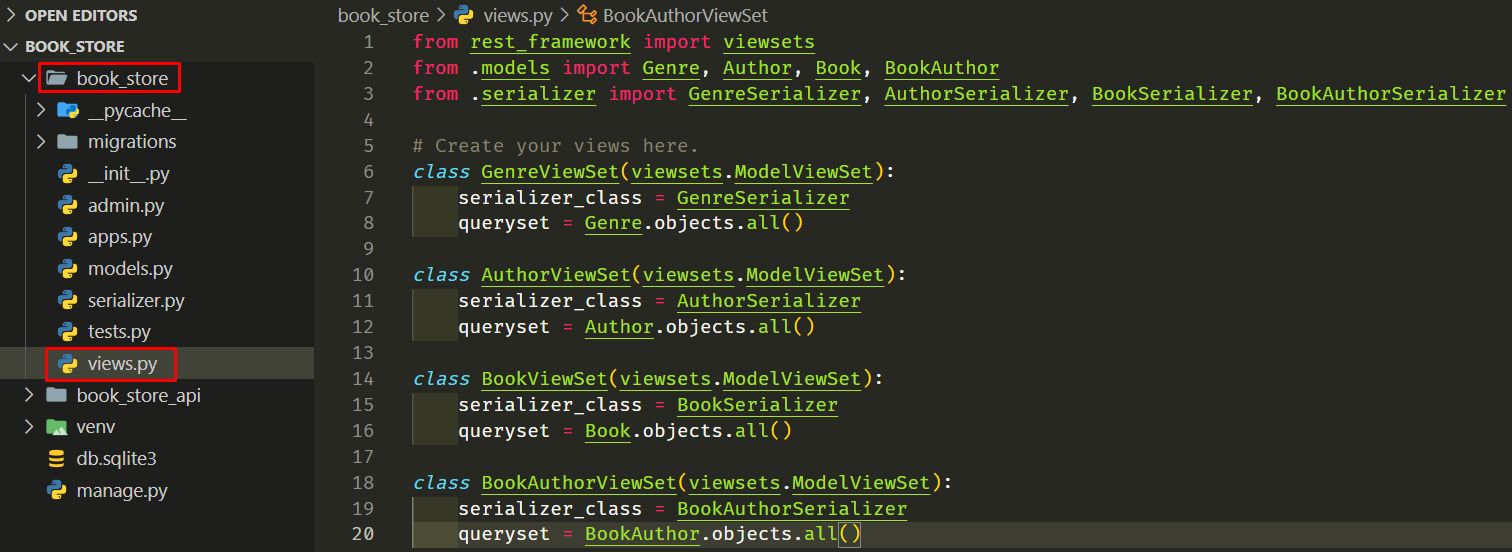 OPEN EDITORS
BOOK_STORE
book_store
__pycache__
migrations
__init__.py
admin.py
apps.py
models.py
serializer.py
tests.py
views.py
book_store_api
venv
db.sqlite3
manage.py
book_store > views.py > BookAuthorViewSet
1 from rest_framework import viewsets
2 from .models import Genre, Author, Book, BookAuthor
3 from .serializer import GenreSerializer, AuthorSerializer, BookSerializer, BookAuthorSerializer
4
5 # Create your views here.
6 class GenreViewSet(viewsets.ModelViewSet):
7     serializer_class = GenreSerializer
8     queryset = Genre.objects.all()
9
10 class AuthorViewSet(viewsets.ModelViewSet):
11     serializer_class = AuthorSerializer
12     queryset = Author.objects.all()
13
14 class BookViewSet(viewsets.ModelViewSet):
15     serializer_class = BookSerializer
16     queryset = Book.objects.all()
17
18 class BookAuthorViewSet(viewsets.ModelViewSet):
19     serializer_class = BookAuthorSerializer
20     queryset = BookAuthor.objects.all()